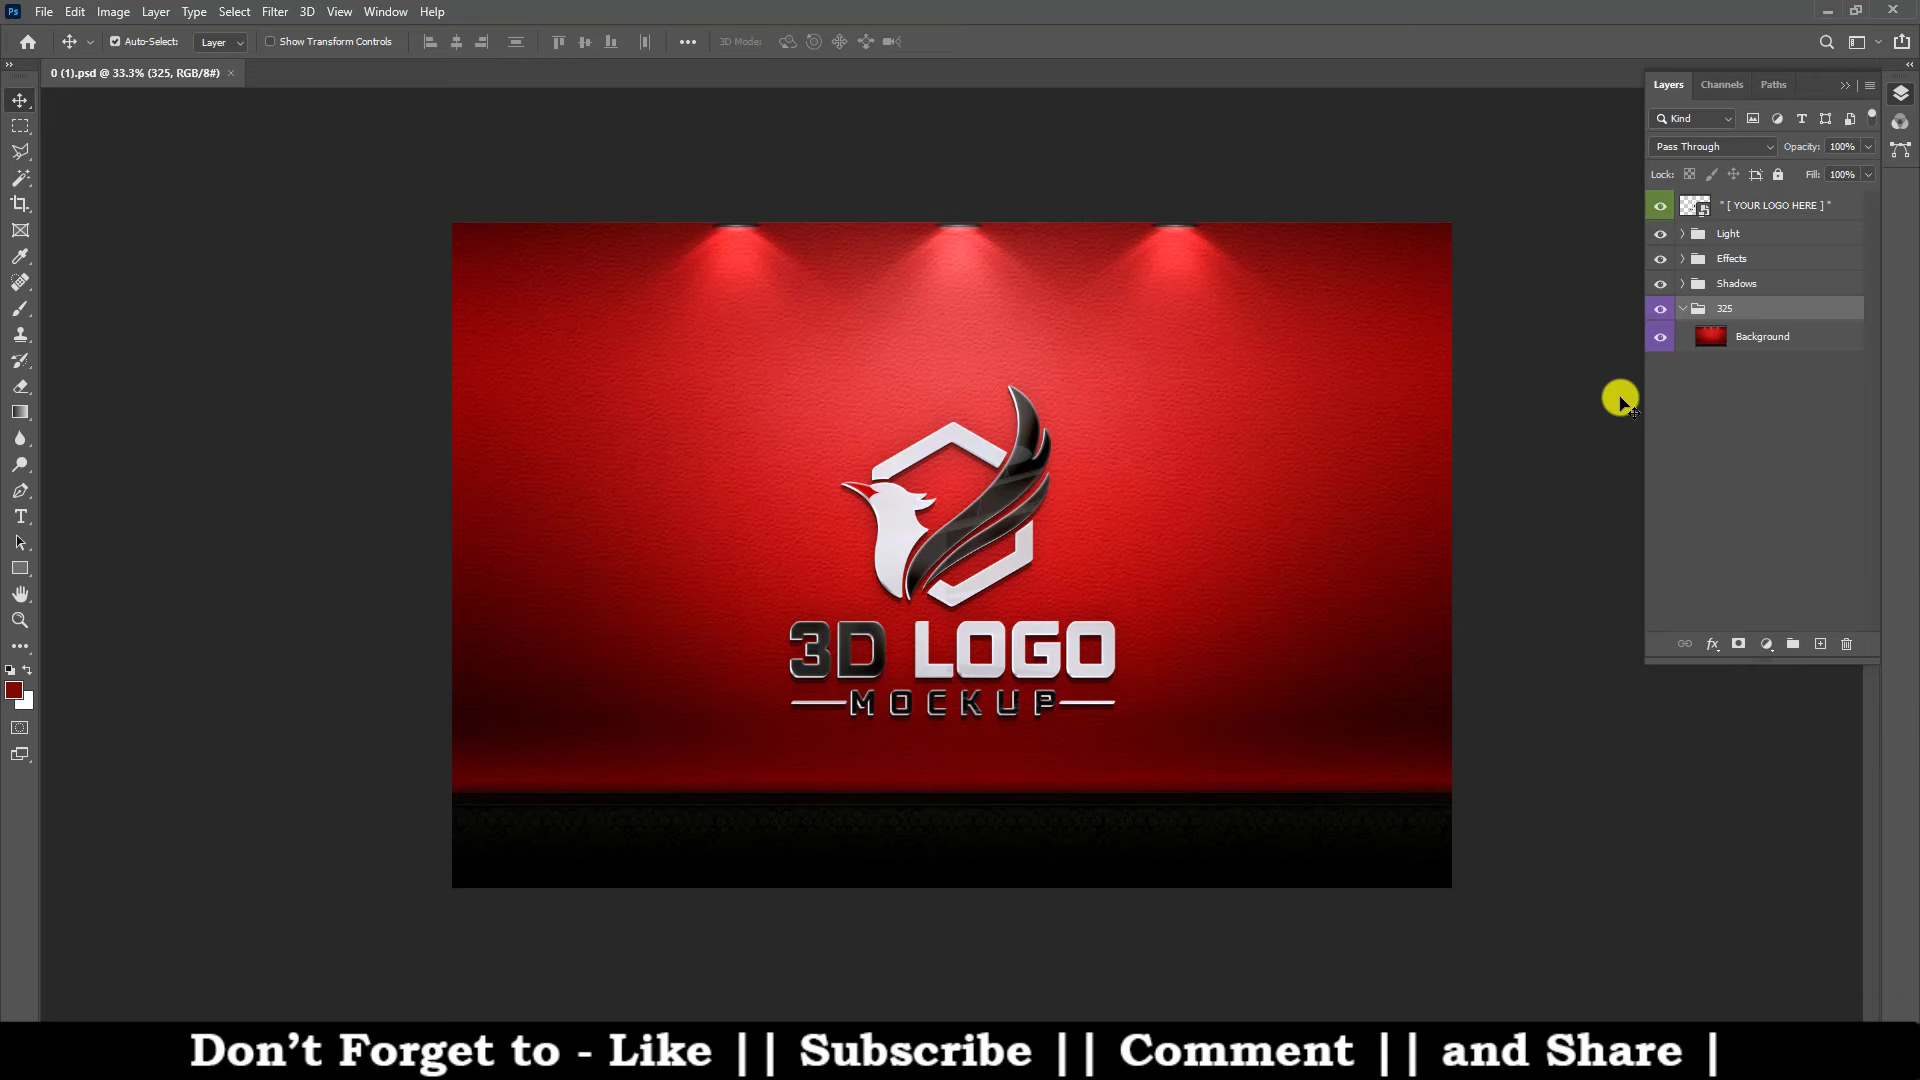 Ps File Edit Image Layer Type Select Filter 3D View Window Help
Auto-Select: Layer Show Transform Controls 3D Mode:
0 (1).psd @ 33.3% (325, RGB/8#)
Layers Channels Paths
Kind
Pass Through Opacity: 100%
Lock: Fill: 100%
" [ YOUR LOGO HERE ] "
Light
Effects
Shadows
325
Background
3D LOGO
MOCKUP
Don't Forget to - Like || Subscribe || Comment || and Share |